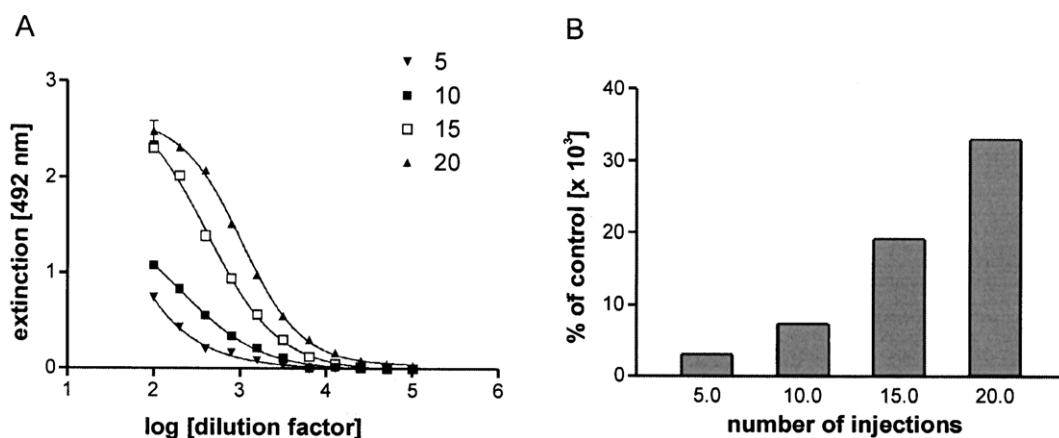 A
extinction [492 nm]
3
2
1
0
1 2 3 4 5 6
log [dilution factor]
5
10
15
20
B
% of control [x 10³]
40
30
20
10
0
5.0 10.0 15.0 20.0
number of injections